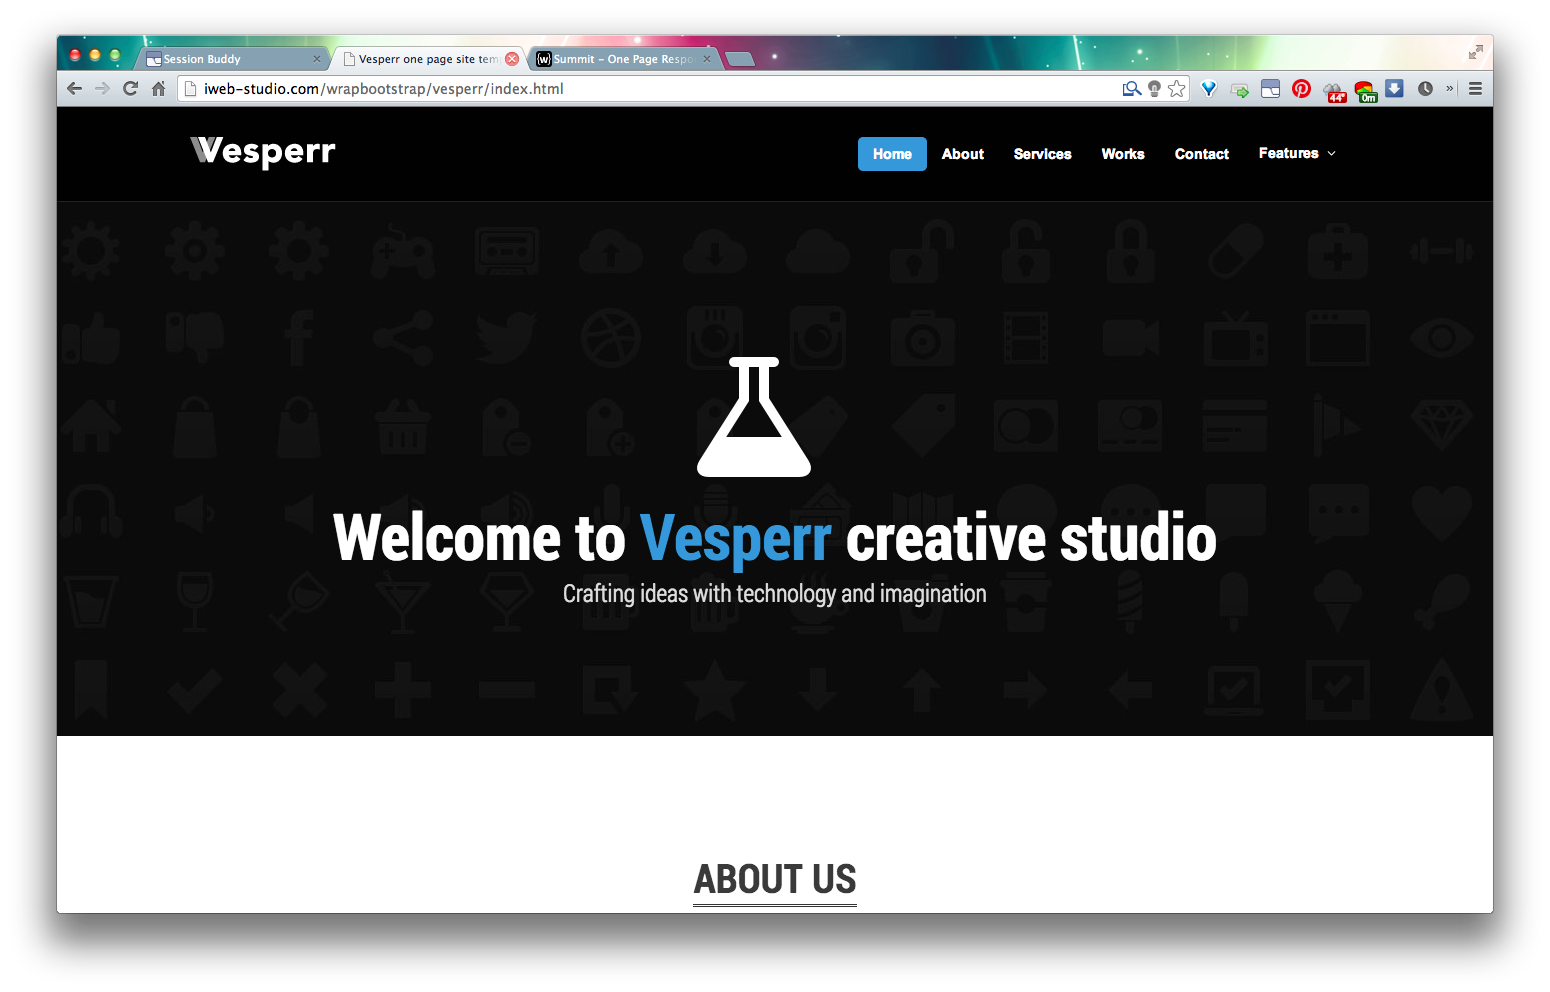 Session Buddy
Vesperr one page site tem
Summit – One Page Respo
iweb-studio.com/wrapbootstrap/vesperr/index.html
44*
0m
»
Vesperr
Home
About
Services
Works
Contact
Features
Welcome to Vesperr creative studio
Crafting ideas with technology and imagination
ABOUT US